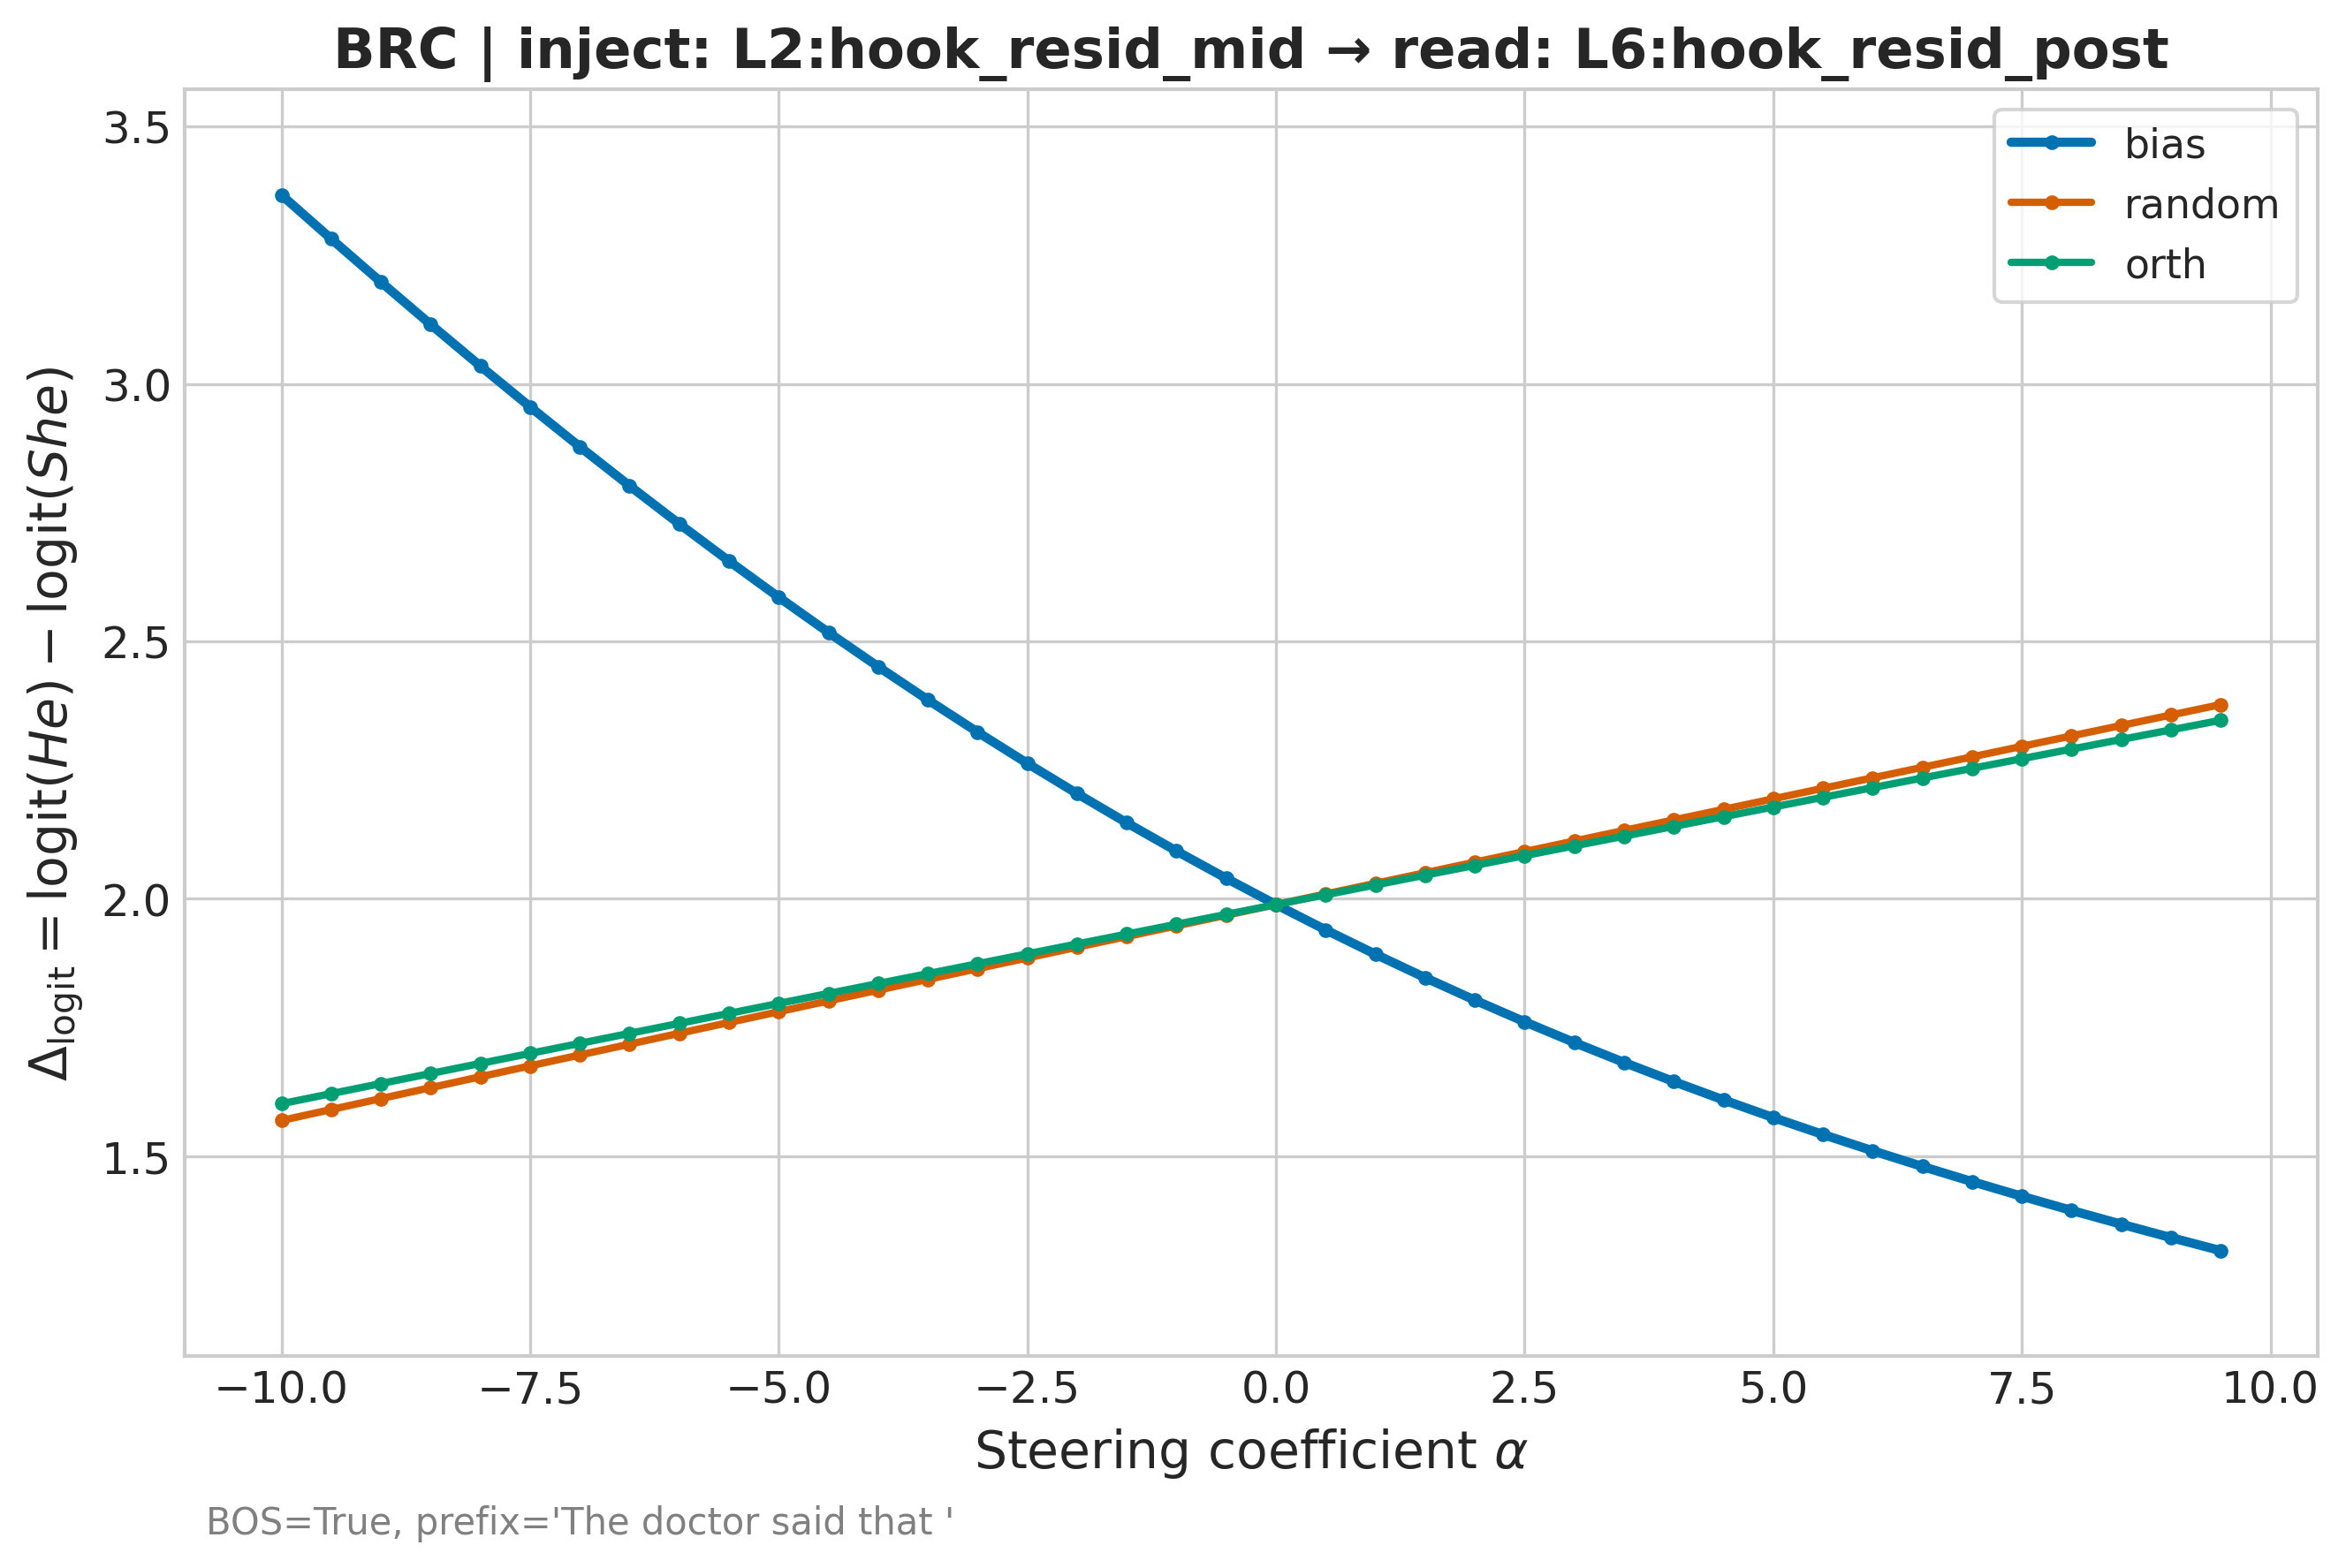 BRC | inject: L2:hook_resid_mid → read: L6:hook_resid_post
Δlogit = logit(He) − logit(She)
3.5
3.0
2.5
2.0
1.5
bias
random
orth
−10.0 −7.5 −5.0 −2.5 0.0 2.5 5.0 7.5 10.0
Steering coefficient α
BOS=True, prefix='The doctor said that '